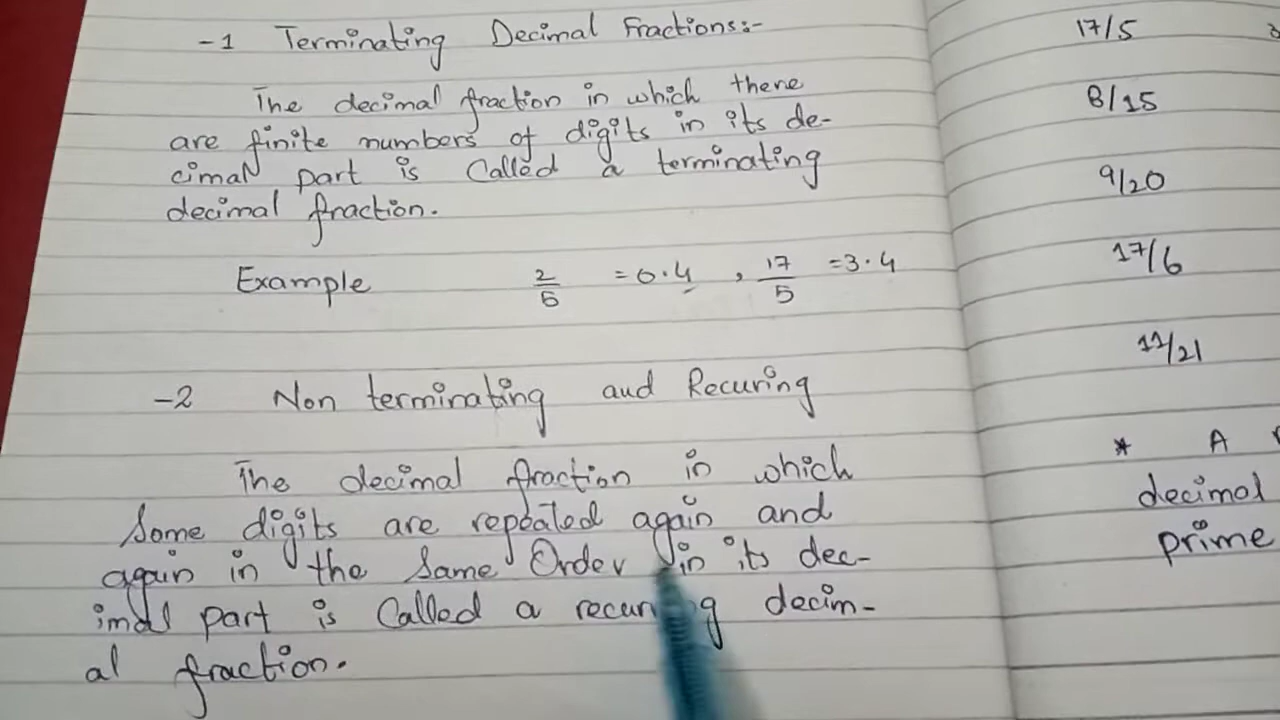 -1 Terminating Decimal Fractions:-
The decimal fraction in which there
are finite numbers of digits in its de-
cimal part is Called a terminating
decimal fraction.
Example 2/5 = 0.4 , 17/5 = 3.4
-2 Non terminating and Recuring
The decimal fraction in which
Some digits are repeated again and
again in the Same Order in its dec-
imal part is Called a recuring decim-
al fraction.
17/5
8/15
9/20
17/6
11/21
* A
decimal
prime